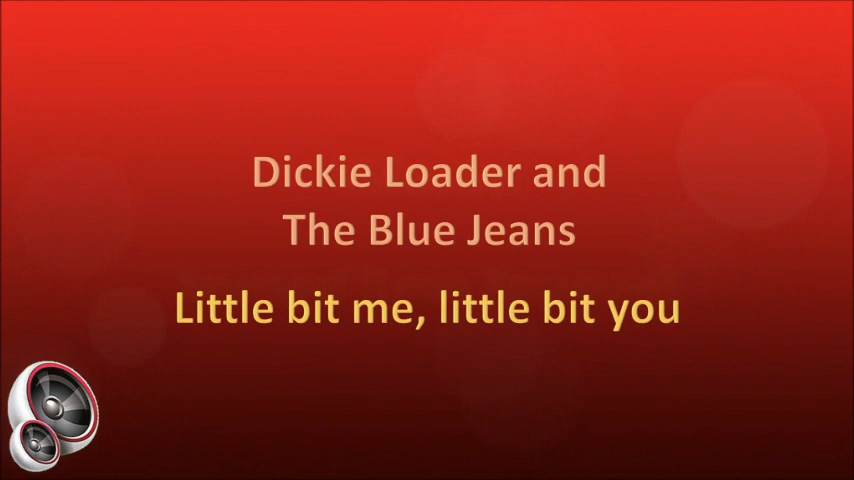 Dickie Loader and
The Blue Jeans
Little bit me, little bit you